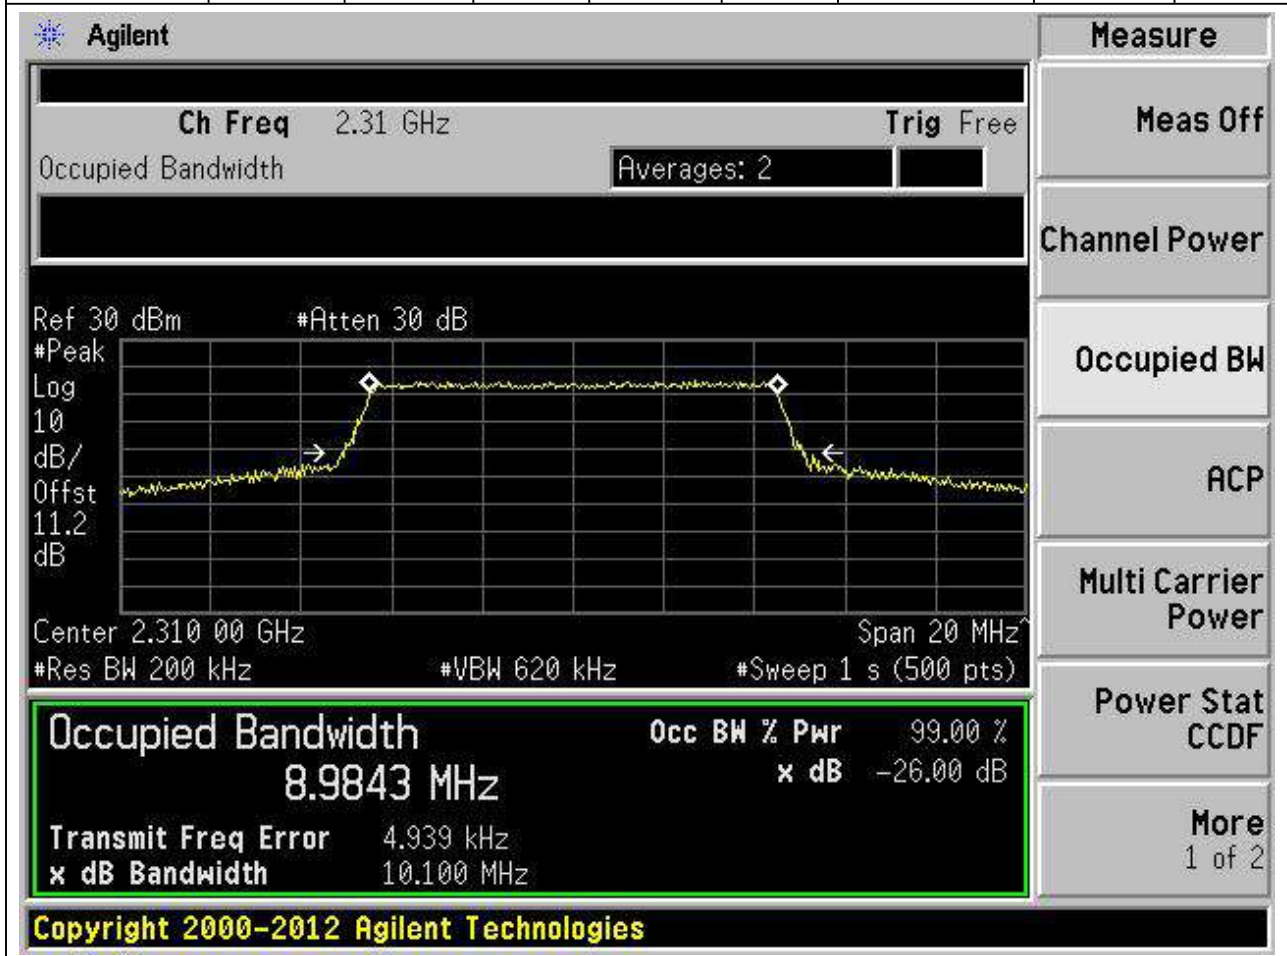 Agilent
Measure
Ch Freq 2.31 GHz Trig Free
Occupied Bandwidth Averages: 2
Ref 30 dBm #Atten 30 dB
#Peak
Log
10
dB/
Offst
11.2
dB
Center 2.310 00 GHz Span 20 MHz^
#Res BW 200 kHz #VBW 620 kHz #Sweep 1 s (500 pts)
Occupied Bandwidth Occ BW % Pwr 99.00 %
8.9843 MHz x dB -26.00 dB
Transmit Freq Error 4.939 kHz
x dB Bandwidth 10.100 MHz
Meas Off
Channel Power
Occupied BW
ACP
Multi Carrier
Power
Power Stat
CCDF
More
1 of 2
Copyright 2000-2012 Agilent Technologies